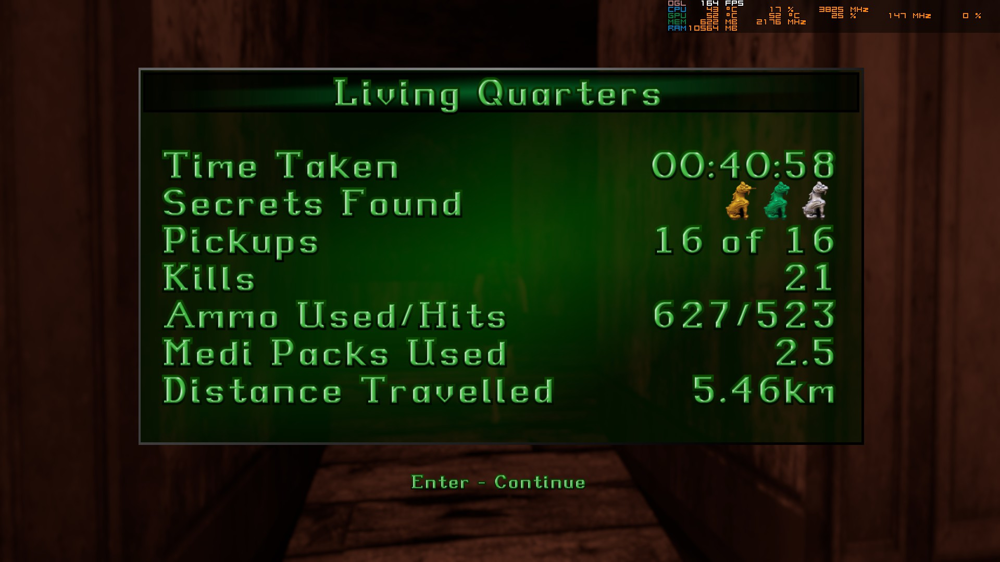 OGL 164 FPS
CPU 43 °C 17 % 3825 MHz
GPU 52 °C 52 °C 25 % 147 MHz 0 %
MEM 622 MB 2176 MHz
RAM 10564 MB
Living Quarters
Time Taken 00:40:58
Secrets Found
Pickups 16 of 16
Kills 21
Ammo Used/Hits 627/523
Medi Packs Used 2.5
Distance Travelled 5.46km
Enter - Continue